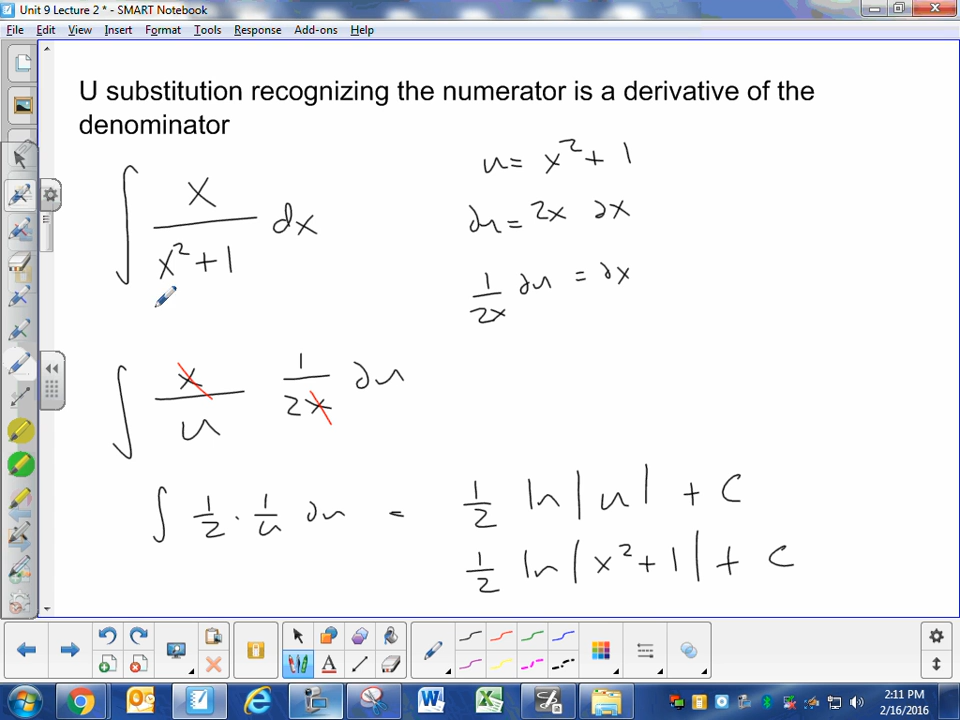 Unit 9 Lecture 2 * - SMART Notebook
File Edit View Insert Format Tools Response Add-ons Help
U substitution recognizing the numerator is a derivative of the
denominator
∫ x/(x²+1) dx
u = x² + 1
du = 2x dx
1/(2x) du = dx
∫ x/u 1/(2x) du
∫ 1/2 · 1/u du = 1/2 ln|u| + C
1/2 ln|x² + 1| + C
2:11 PM
2/16/2016